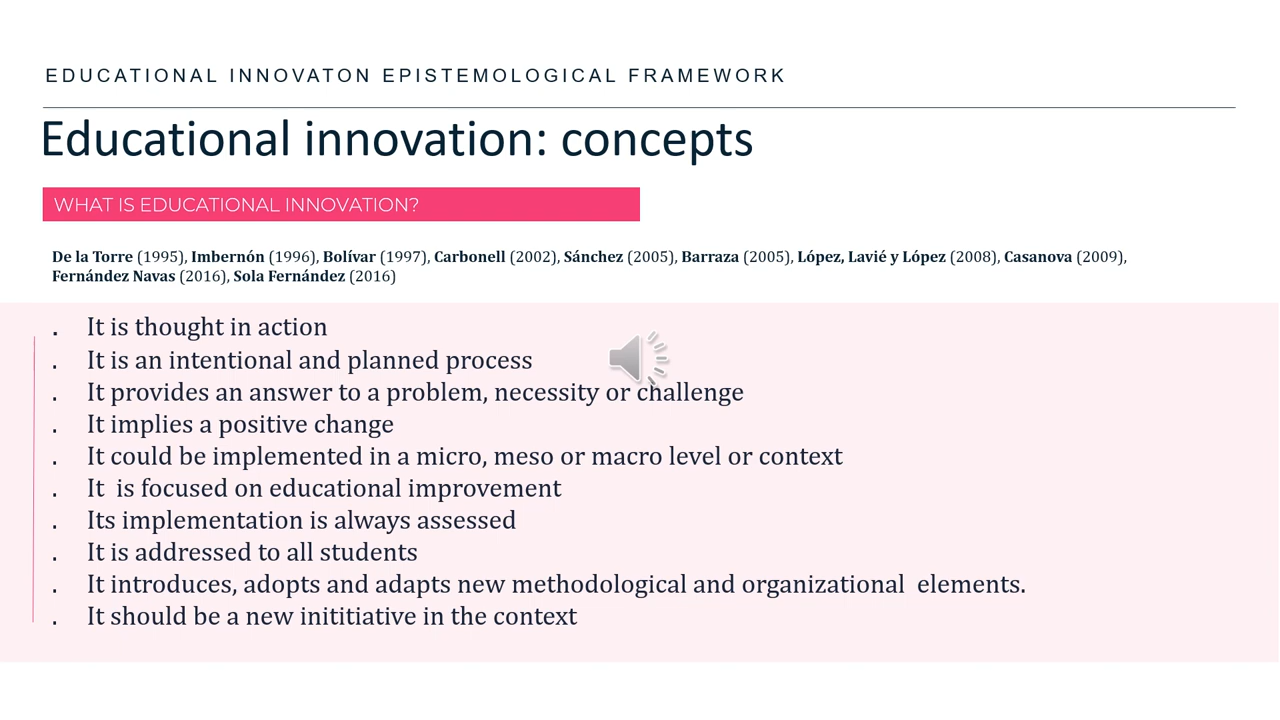 EDUCATIONAL INNOVATON EPISTEMOLOGICAL FRAMEWORK
Educational innovation: concepts
WHAT IS EDUCATIONAL INNOVATION?
De la Torre (1995), Imbernón (1996), Bolívar (1997), Carbonell (2002), Sánchez (2005), Barraza (2005), López, Lavié y López (2008), Casanova (2009),
Fernández Navas (2016), Sola Fernández (2016)
. It is thought in action
. It is an intentional and planned process
. It provides an answer to a problem, necessity or challenge
. It implies a positive change
. It could be implemented in a micro, meso or macro level or context
. It  is focused on educational improvement
. Its implementation is always assessed
. It is addressed to all students
. It introduces, adopts and adapts new methodological and organizational  elements.
. It should be a new inititiative in the context